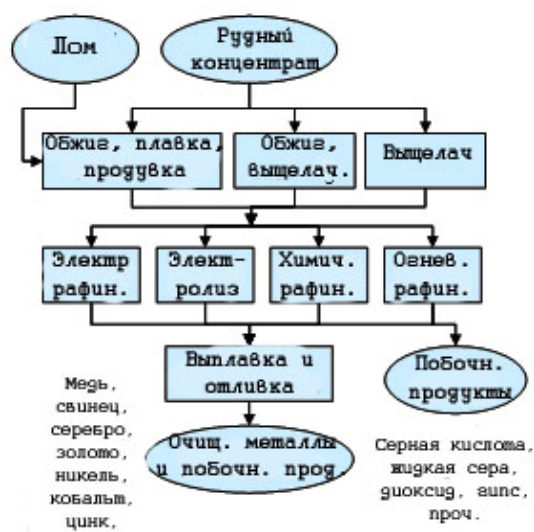 Лом
Рудный
концентрат
Обжиг, плавка,
продувка
Обжиг,
выщелач.
Выщелач
Электр
рафин.
Элект-
ролиз
Химич.
рафин.
Огнев.
рафин.
Выплавка и
отливка
Побочн.
продукты
Медь,
свинец,
серебро,
золото,
никель,
кобальт,
цинк,
Очищ. металлы
и побочн. прод.
Серная кислота,
жидкая сера,
диоксид, гипс,
проч.